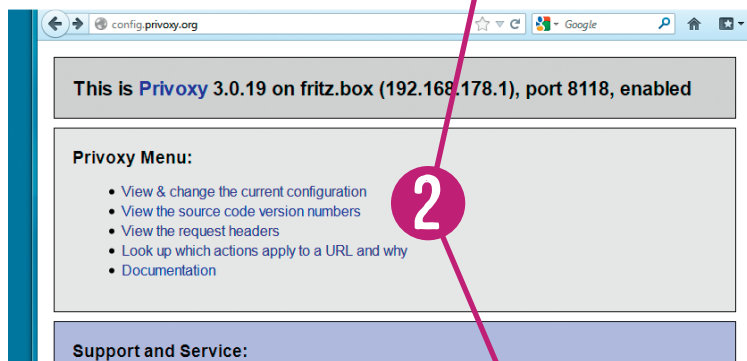 config.privoxy.org
Google
This is Privoxy 3.0.19 on fritz.box (192.168.178.1), port 8118, enabled
Privoxy Menu:
View & change the current configuration
View the source code version numbers
2
View the request headers
Look up which actions apply to a URL and why
Documentation
Support and Service: